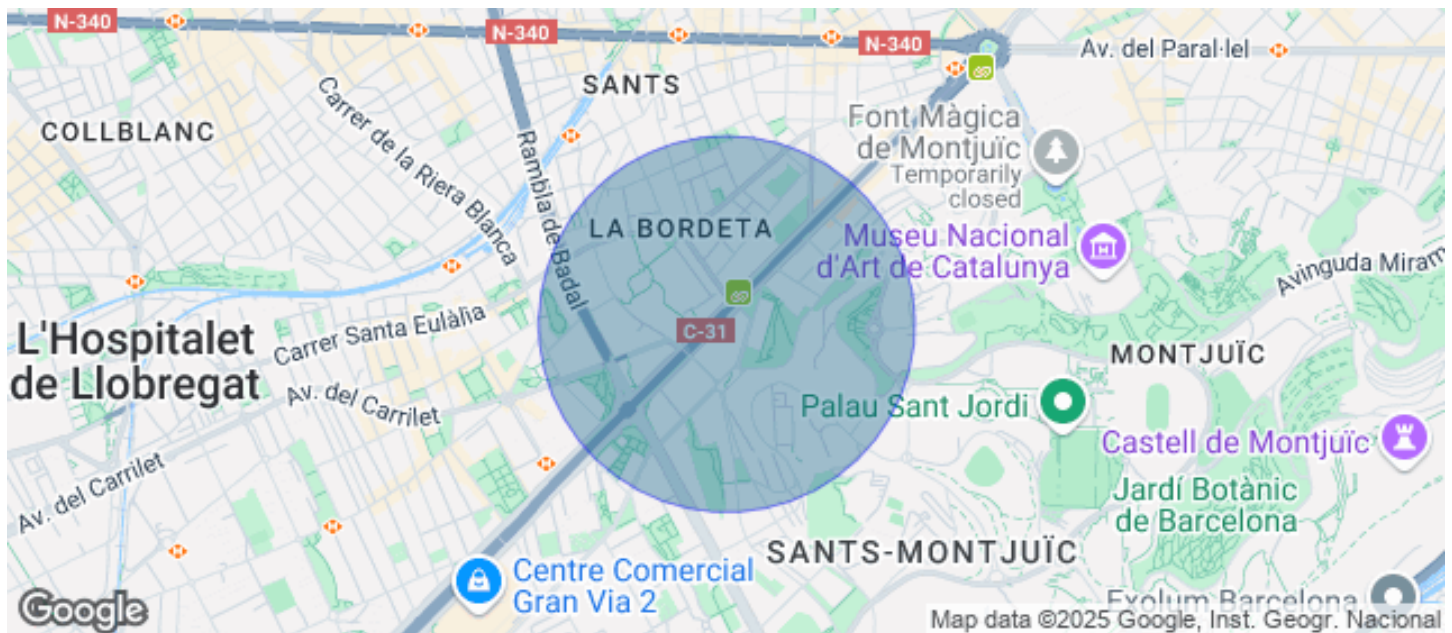 N-340
N-340
N-340
Av. del Paral·lel
SANTS
COLLBLANC
Carrer de la Riera Blanca
Rambla de Badal
Font Màgica
de Montjuïc
Temporarily
closed
LA BORDETA
Museu Nacional
d'Art de Catalunya
Avinguda Miram
C-31
L'Hospitalet
de Llobregat
Carrer Santa Eulàlia
Av. del Carrilet
MONTJUÏC
Palau Sant Jordi
Castell de Montjuïc
Av. del Carrilet
Jardí Botànic
de Barcelona
SANTS-MONTJUÏC
Centre Comercial
Gran Via 2
Exolum Barcelona
Google
Map data ©2025 Google, Inst. Geogr. Nacional